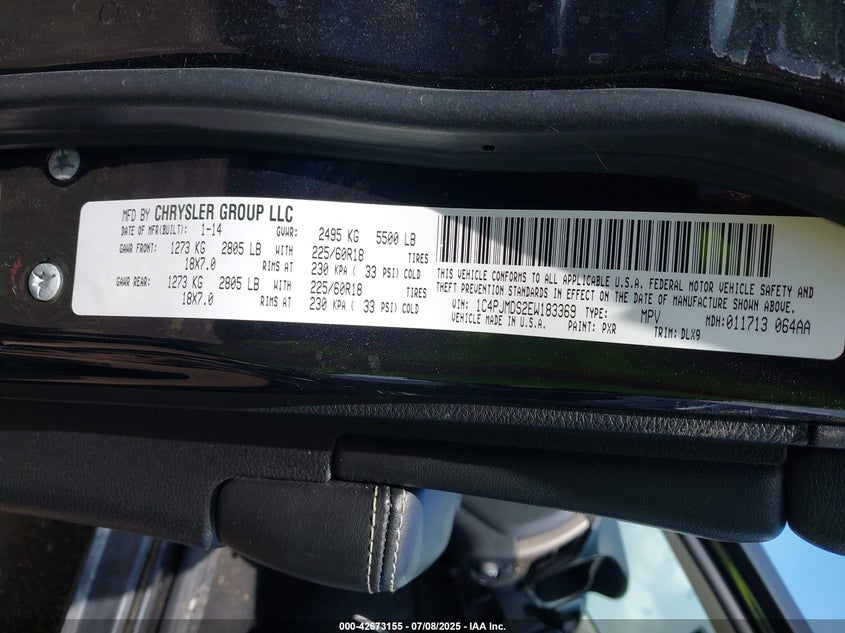 MFD BY CHRYSLER GROUP LLC
DATE OF MFR(BUILT): 1-14 GVWR: 2495 KG 5500 LB
GAWR FRONT: 1273 KG 2805 LB WITH 225/60R18 TIRES
18X7.0 RIMS AT 230 KPA ( 33 PSI) COLD
GAWR REAR: 1273 KG 2805 LB WITH 225/60R18 TIRES
18X7.0 RIMS AT 230 KPA ( 33 PSI) COLD
THIS VEHICLE CONFORMS TO ALL APPLICABLE U.S.A. FEDERAL MOTOR VEHICLE SAFETY AND
THEFT PREVENTION STANDARDS IN EFFECT ON THE DATE OF MANUFACTURE SHOWN ABOVE.
VIN: 1C4PJMDS2EW183369 TYPE: MPV MDH:011713 064AA
VEHICLE MADE IN U.S.A. PAINT: PXR TRIM: DLX9
000-42673155 - 07/08/2025 - IAA Inc.